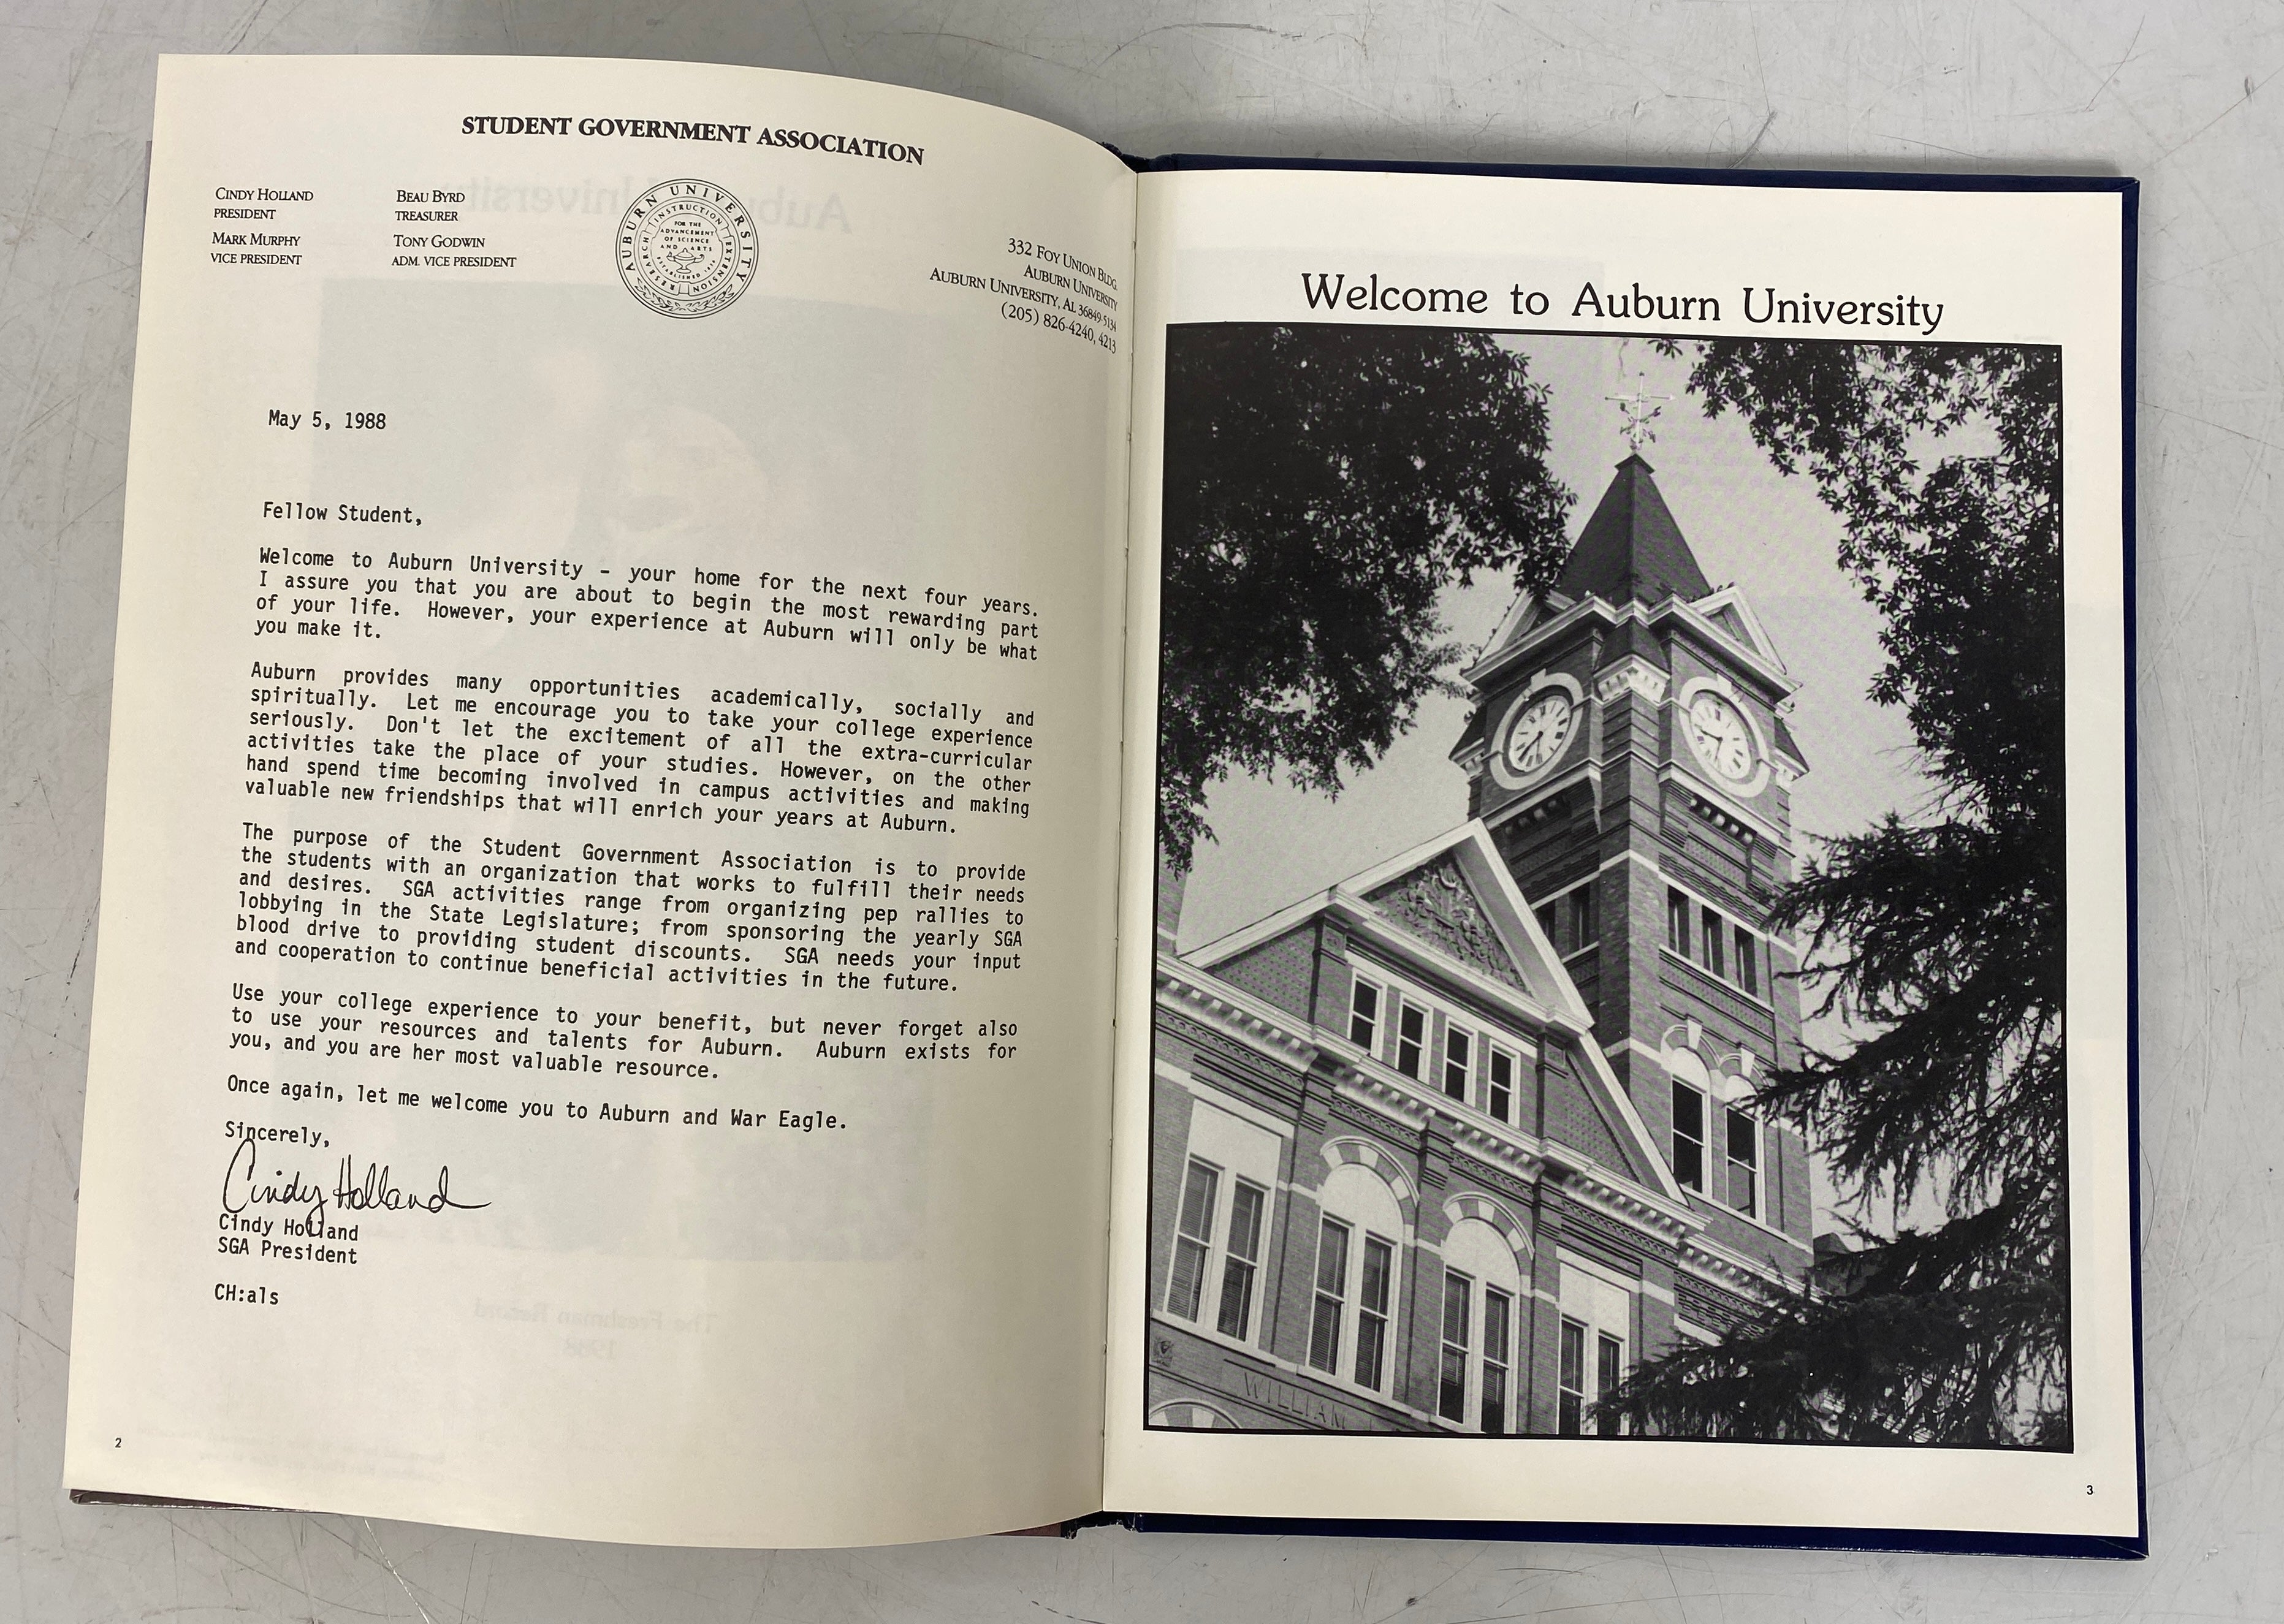 STUDENT GOVERNMENT ASSOCIATION
CINDY HOLLAND
PRESIDENT
MARK MURPHY
VICE PRESIDENT
BEAU BYRD
TREASURER
TONY GODWIN
ADM. VICE PRESIDENT
AUBURN UNIVERSITY
INSTRUCTION
EXTENSION
RESEARCH
FOR THE
ADVANCEMENT
OF SCIENCE
AND ARTS
332 FOY UNION BLDG.
AUBURN UNIVERSITY
AUBURN UNIVERSITY, AL 36849-5134
(205) 826-4240, 4213
May 5, 1988
Fellow Student,
Welcome to Auburn University - your home for the next four years.
I assure you that you are about to begin the most rewarding part
of your life. However, your experience at Auburn will only be what
you make it.
Auburn provides many opportunities academically, socially and
spiritually. Let me encourage you to take your college experience
seriously. Don't let the excitement of all the extra-curricular
activities take the place of your studies. However, on the other
hand spend time becoming involved in campus activities and making
valuable new friendships that will enrich your years at Auburn.
The purpose of the Student Government Association is to provide
the students with an organization that works to fulfill their needs
and desires. SGA activities range from organizing pep rallies to
lobbying in the State Legislature; from sponsoring the yearly SGA
blood drive to providing student discounts. SGA needs your input
and cooperation to continue beneficial activities in the future.
Use your college experience to your benefit, but never forget also
to use your resources and talents for Auburn. Auburn exists for
you, and you are her most valuable resource.
Once again, let me welcome you to Auburn and War Eagle.
Sincerely,
Cindy Holland
Cindy Holland
SGA President
CH:als
2
Welcome to Auburn University
WILLIAM
3